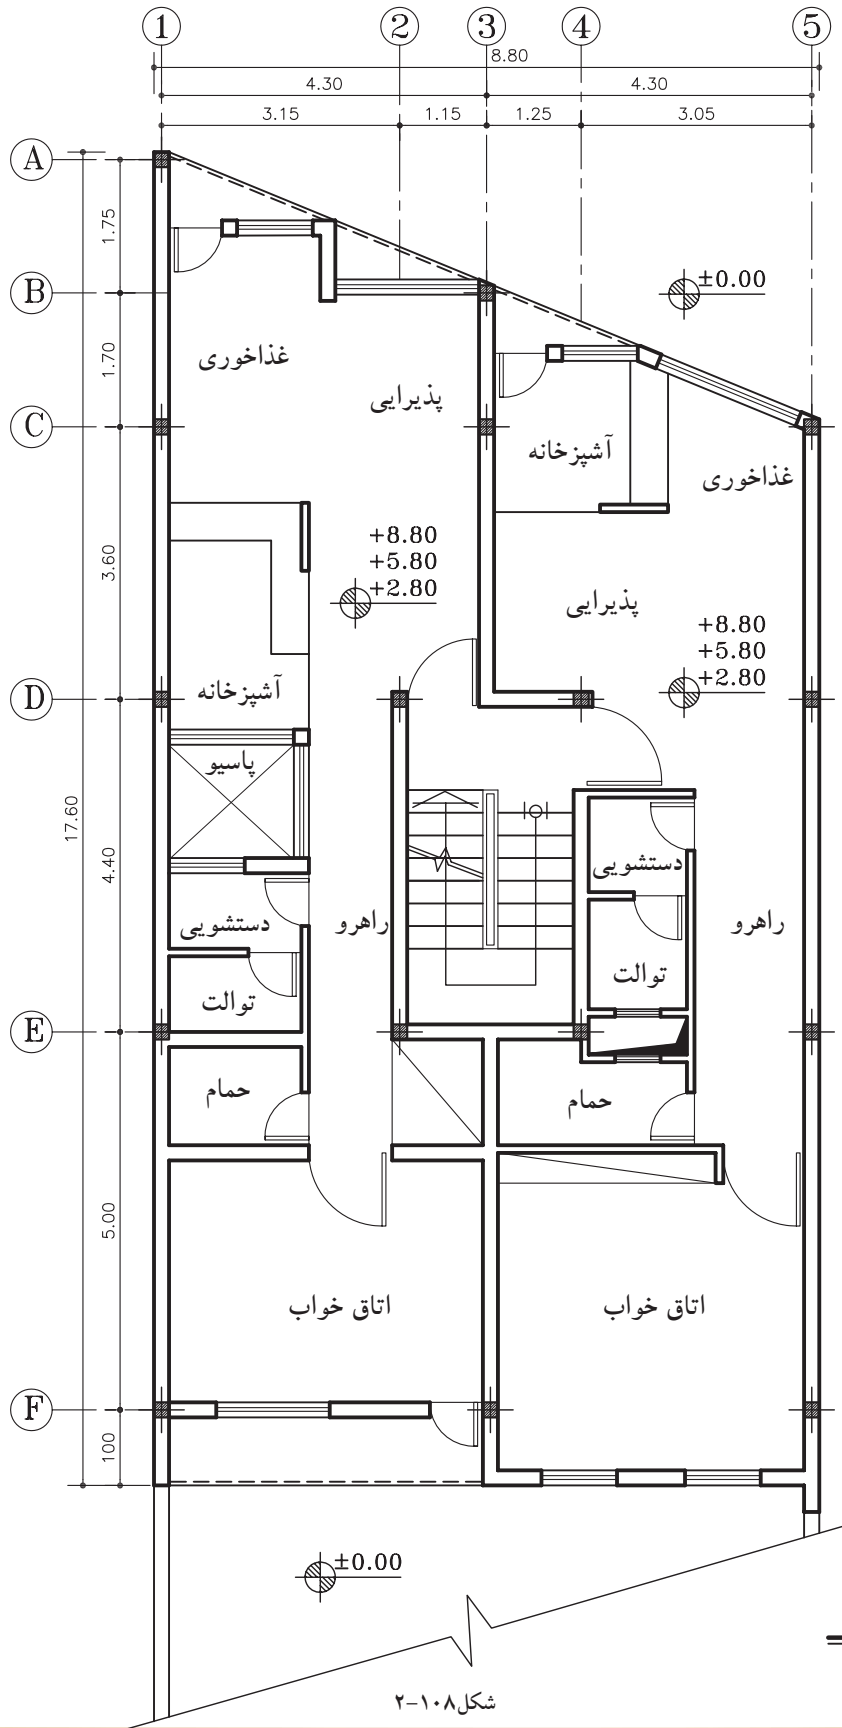 1 2 3 4 5
8.80
4.30 4.30
3.15 1.15 1.25 3.05
A
1.75
B
±0.00
1.70
غذاخوری
پذیرایی
C
آشپزخانه
غذاخوری
+8.80
+5.80
+2.80
3.60
پذیرایی
+8.80
+5.80
+2.80
D
آشپزخانه
پاسیو
17.60
4.40
دستشویی
دستشویی
راهرو
راهرو
توالت
توالت
E
حمام
حمام
5.00
اتاق خواب
اتاق خواب
F
100
±0.00
شکل ۱۰۸-۲